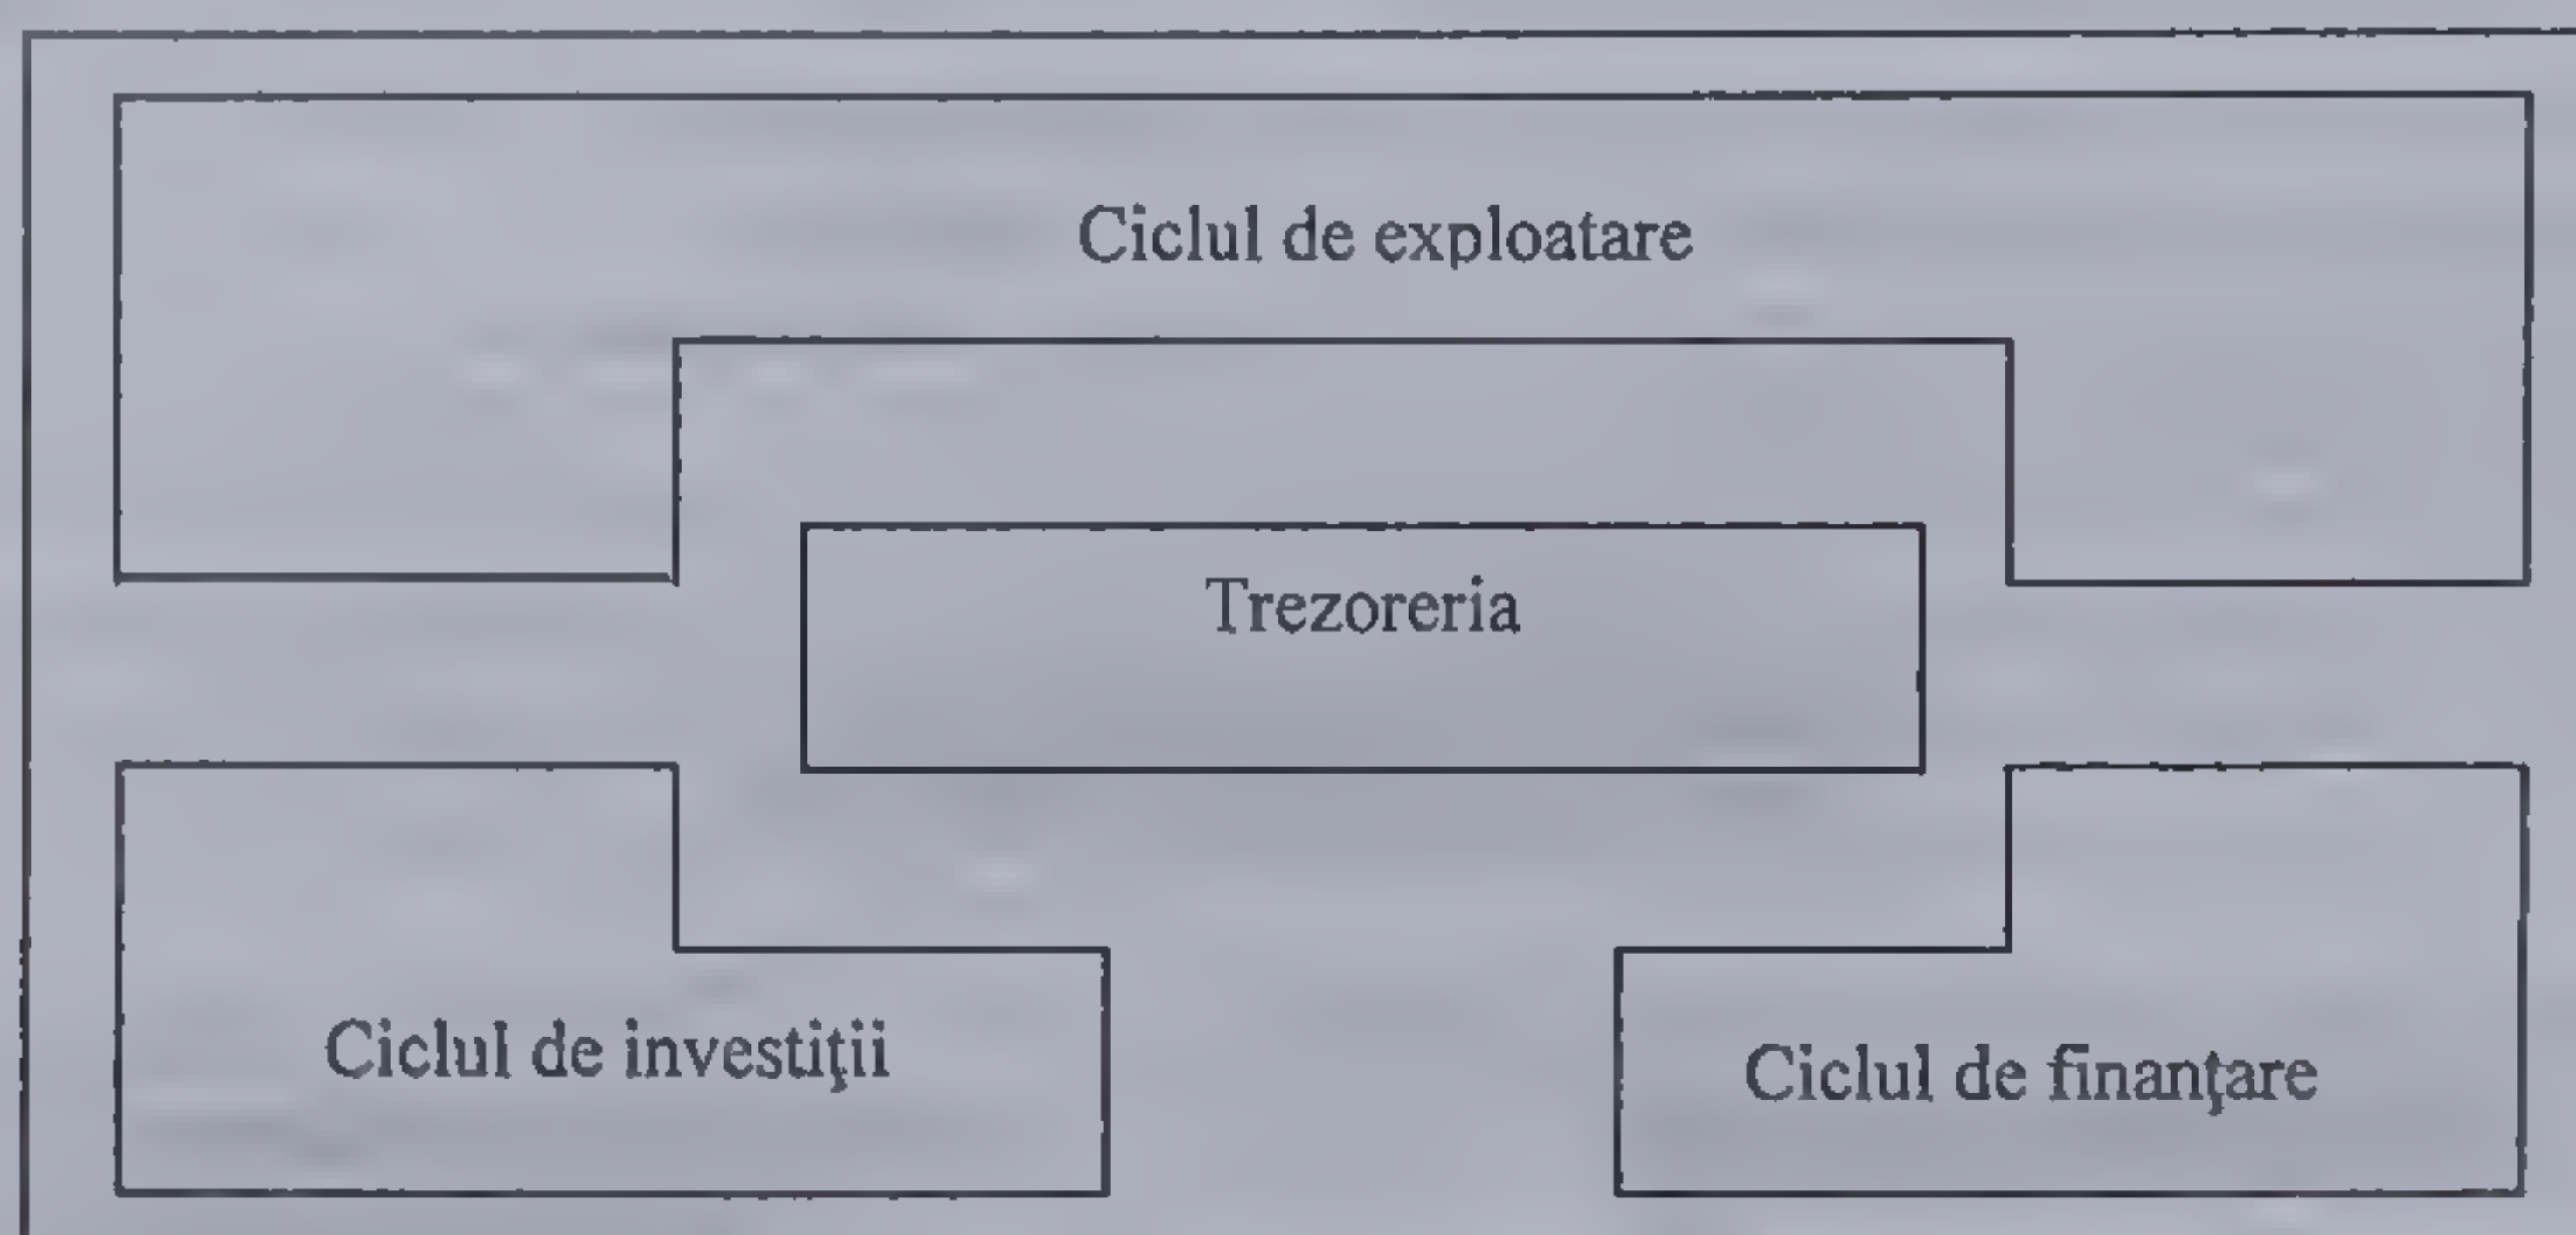 Ciclul de exploatare
Trezoreria
Ciclul de investiţii
Ciclul de finanţare